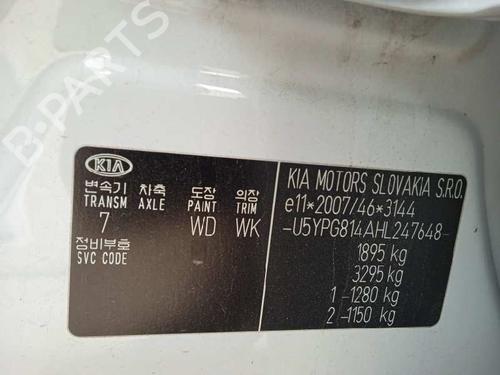 B-PARTS
KIA
변속기 차축 도장 의장
TRANSM AXLE PAINT TRIM
7 WD WK
정비부호
SVC CODE
KIA MOTORS SLOVAKIA S.R.O.
e11*2007/46*3144
-U5YPG814AHL247648-
1895 kg
3295 kg
1 -1280 kg
2 -1150 kg